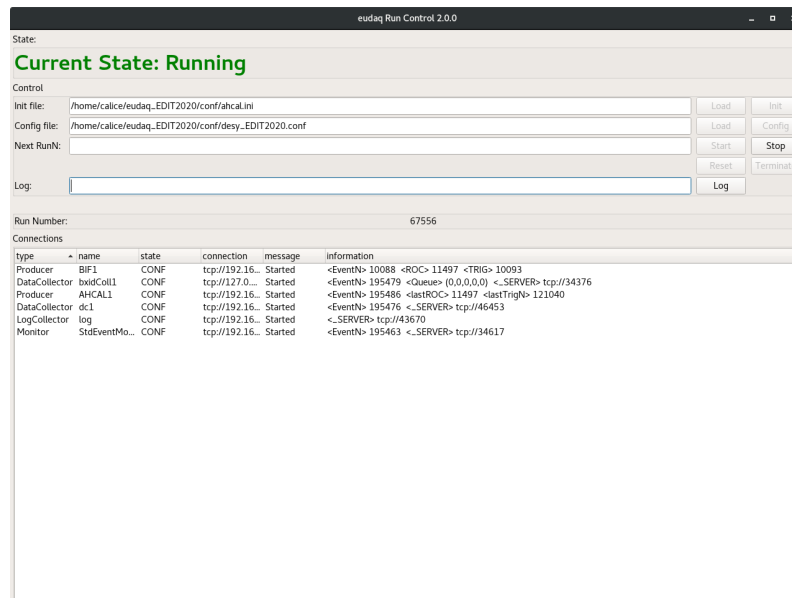 eudaq Run Control 2.0.0
State:
Current State: Running
Control
Init file: /home/calice/eudaq_EDIT2020/conf/ahcal.ini Load Init
Config file: /home/calice/eudaq_EDIT2020/conf/desy_EDIT2020.conf Load Config
Next RunN: Start Stop
Reset Terminat
Log: Log
Run Number: 67556
Connections
type name state connection message information
Producer BIF1 CONF tcp://192.16... Started <EventN> 10088 <ROC> 11497 <TRIG> 10093
DataCollector bxidColl1 CONF tcp://127.0.... Started <EventN> 195479 <Queue> (0,0,0,0,0) <_SERVER> tcp://34376
Producer AHCAL1 CONF tcp://192.16... Started <EventN> 195486 <lastROC> 11497 <lastTrigN> 121040
DataCollector dc1 CONF tcp://192.16... Started <EventN> 195476 <_SERVER> tcp://46453
LogCollector log CONF tcp://192.16... Started <_SERVER> tcp://43670
Monitor StdEventMo... CONF tcp://192.16... Started <EventN> 195463 <_SERVER> tcp://34617